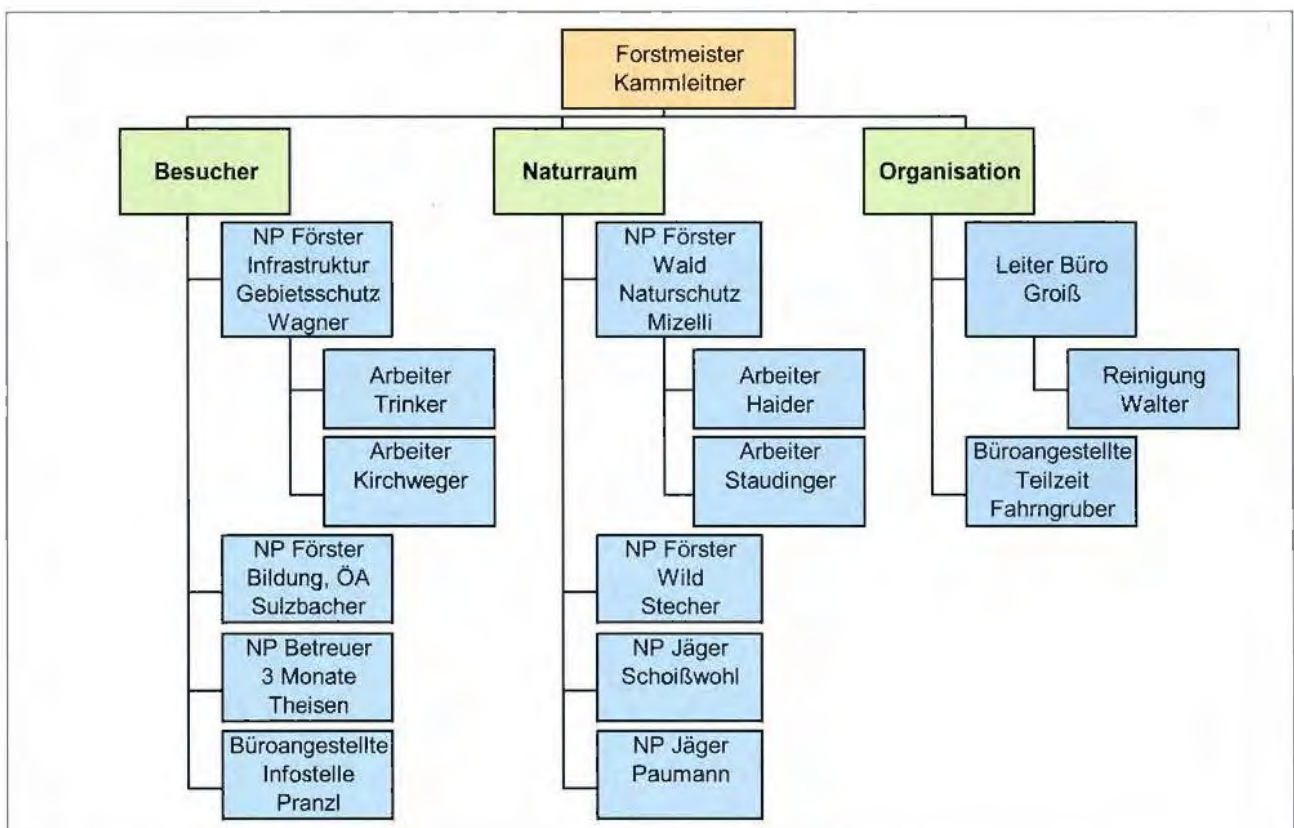 Forstmeister
Kammleitner
Besucher
NP Förster
Infrastruktur
Gebietsschutz
Wagner
Arbeiter
Trinker
Arbeiter
Kirchweger
NP Förster
Bildung, ÖA
Sulzbacher
NP Betreuer
3 Monate
Theisen
Büroangestellte
Infostelle
Pranzl
Naturraum
NP Förster
Wald
Naturschutz
Mizelli
Arbeiter
Haider
Arbeiter
Staudinger
NP Förster
Wild
Stecher
NP Jäger
Schoißwohl
NP Jäger
Paumann
Organisation
Leiter Büro
Groiß
Reinigung
Walter
Büroangestellte
Teilzeit
Fahrngruber